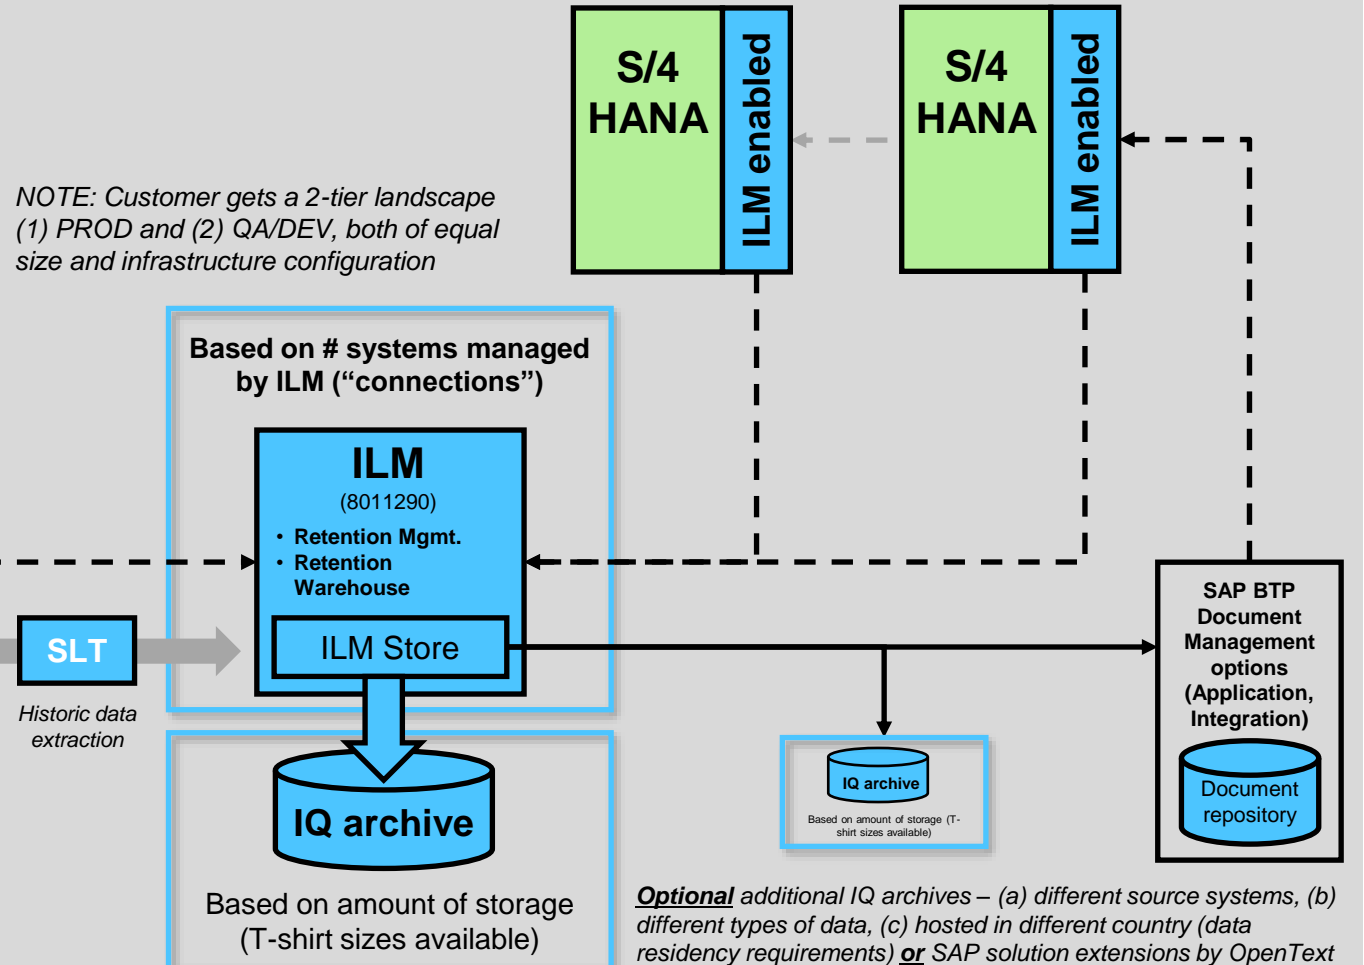 S/4
HANA
ILM enabled
S/4
HANA
ILM enabled
NOTE: Customer gets a 2-tier landscape
(1) PROD and (2) QA/DEV, both of equal
size and infrastructure configuration
Based on # systems managed
by ILM (“connections”)
ILM
(8011290)
• Retention Mgmt.
• Retention
Warehouse
ILM Store
SLT
Historic data
extraction
IQ archive
Based on amount of storage
(T-shirt sizes available)
IQ archive
Based on amount of storage (T-
shirt sizes available)
SAP BTP
Document
Management
options
(Application,
Integration)
Document
repository
Optional additional IQ archives – (a) different source systems, (b)
different types of data, (c) hosted in different country (data
residency requirements) or SAP solution extensions by OpenText